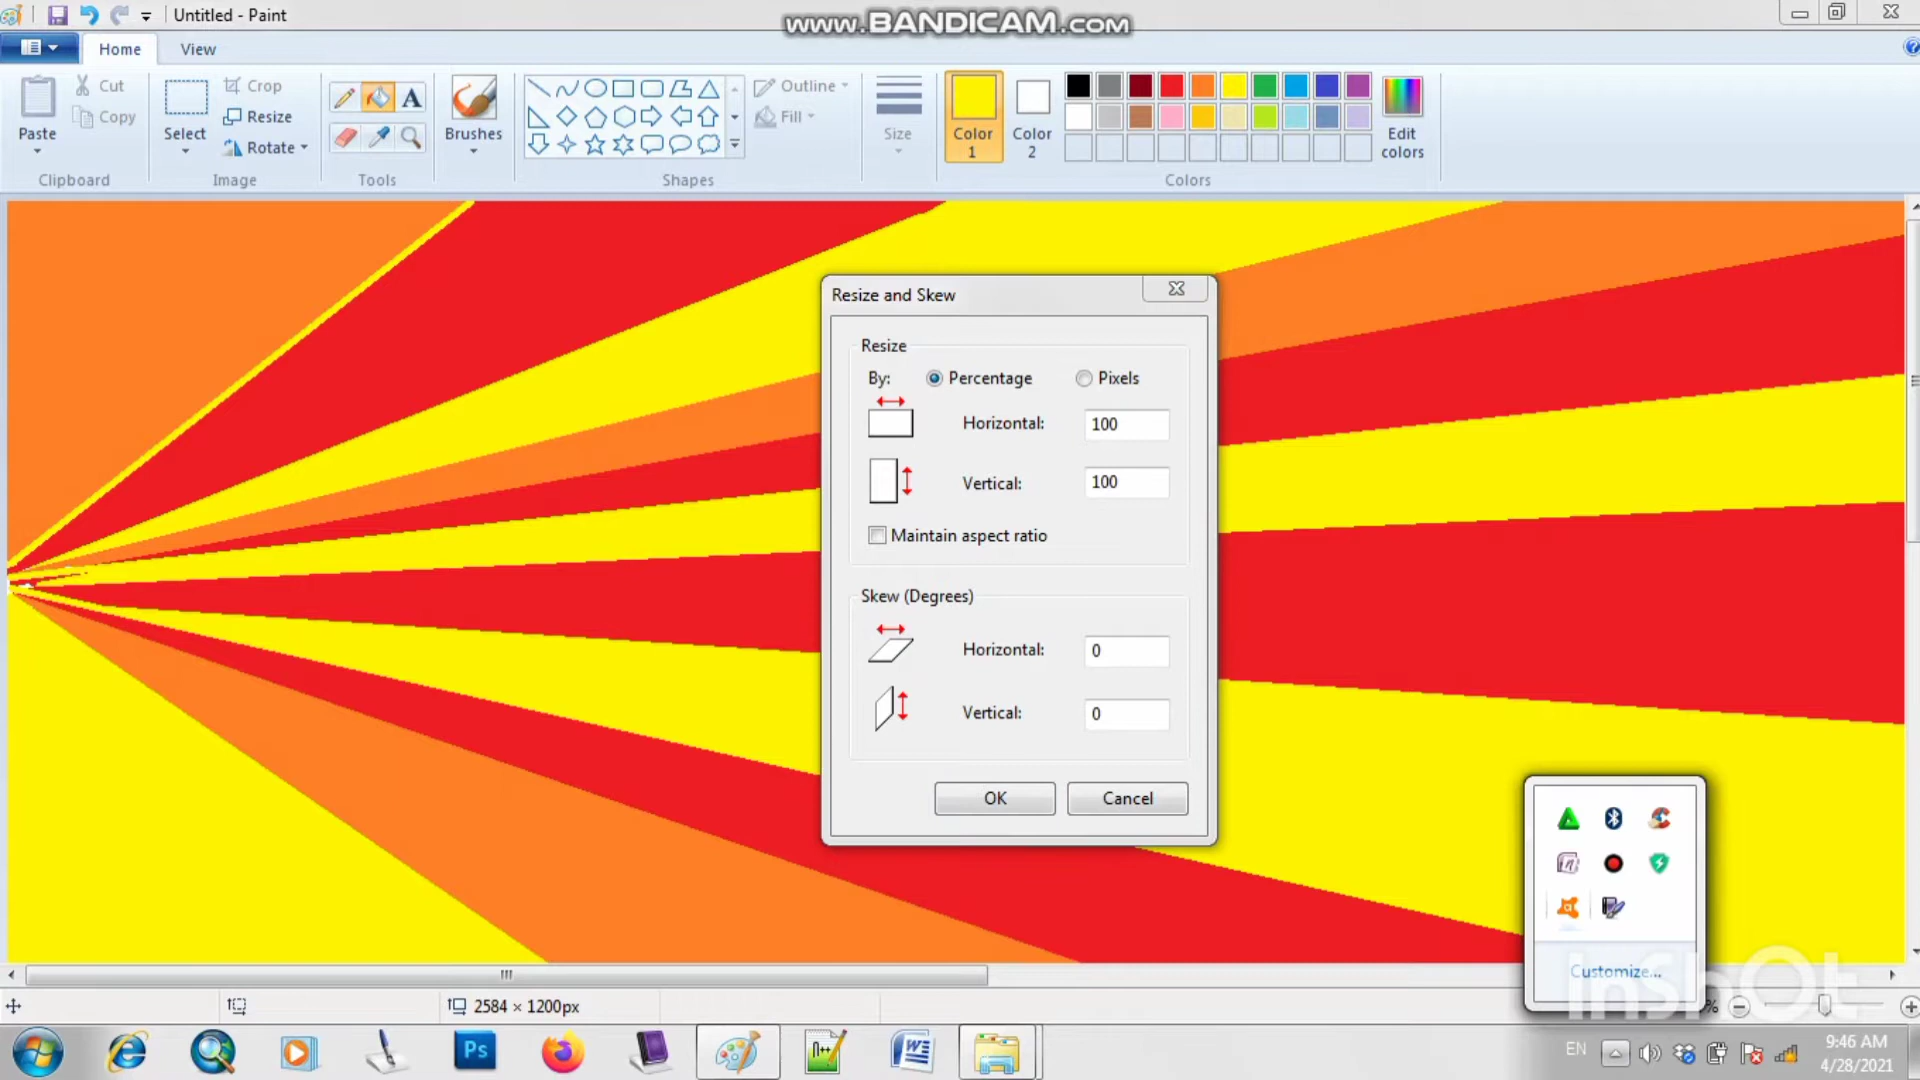 Untitled - Paint
www.BANDICAM.com
Home
View
Paste
Cut
Copy
Clipboard
Select
Crop
Resize
Rotate
Image
A
Tools
Brushes
Shapes
Outline
Fill
Size
Color
1
Color
2
Edit
colors
Colors
Resize and Skew
Resize
By:
Percentage
Pixels
Horizontal:
100
Vertical:
100
Maintain aspect ratio
Skew (Degrees)
Horizontal:
0
Vertical:
0
OK
Cancel
Customize...
InShOt
%
2584 × 1200px
Ps
n++
W
EN
9:46 AM
4/28/2021